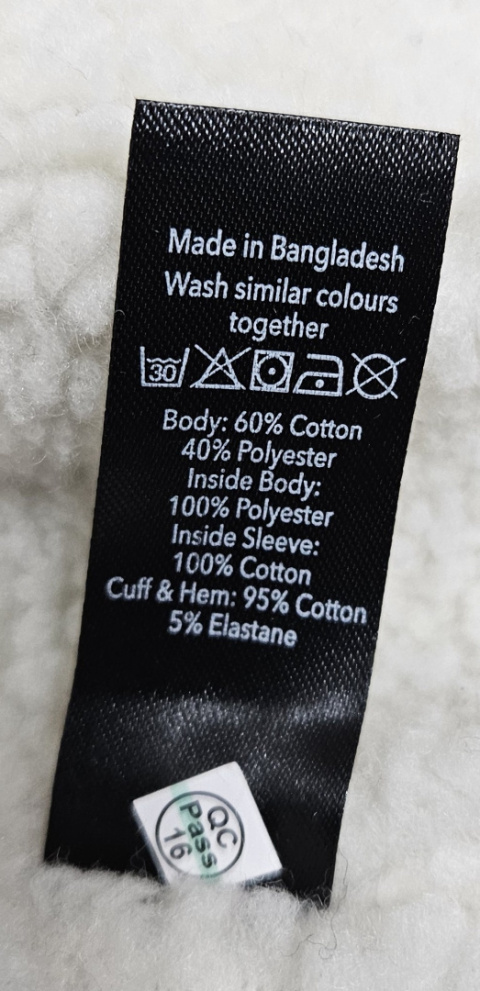 Made in Bangladesh
Wash similar colours
together
30
Body: 60% Cotton
40% Polyester
Inside Body:
100% Polyester
Inside Sleeve:
100% Cotton
Cuff & Hem: 95% Cotton
5% Elastane
QC
Pass
16